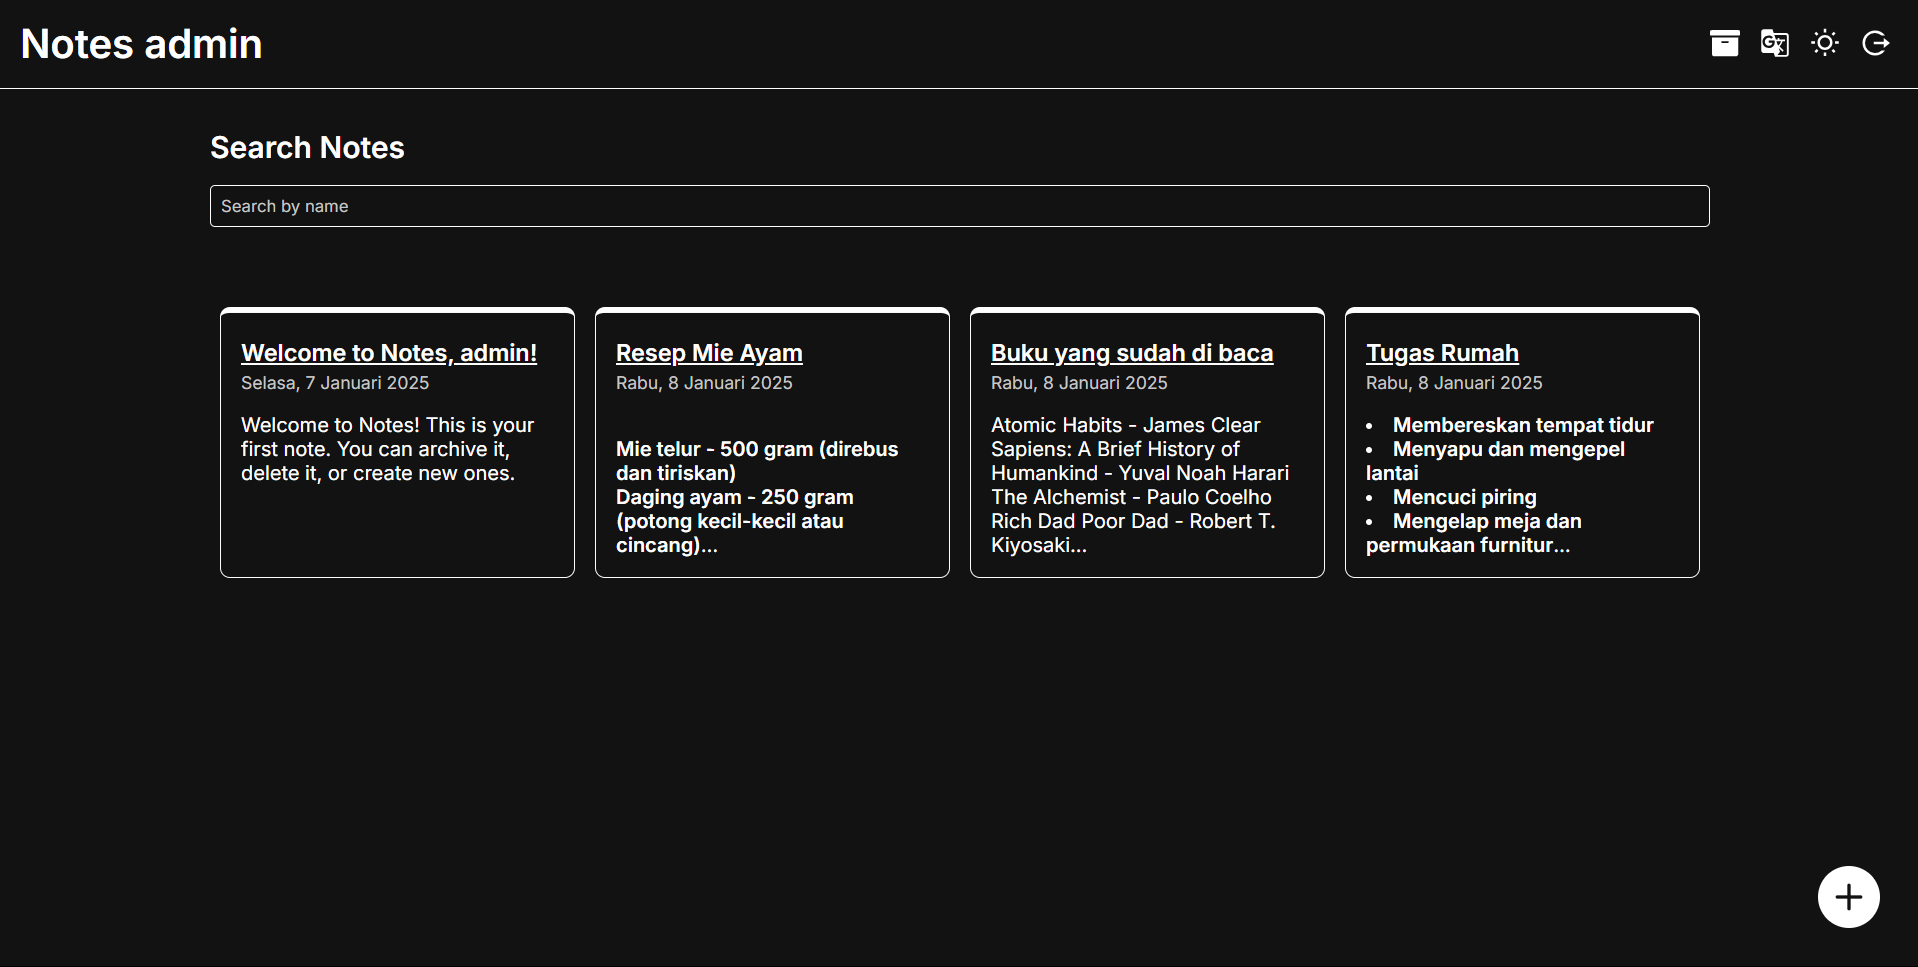 Notes admin
Search Notes
Search by name
Welcome to Notes, admin!
Selasa, 7 Januari 2025
Welcome to Notes! This is your
first note. You can archive it,
delete it, or create new ones.
Resep Mie Ayam
Rabu, 8 Januari 2025
Mie telur - 500 gram (direbus
dan tiriskan)
Daging ayam - 250 gram
(potong kecil-kecil atau
cincang)...
Buku yang sudah di baca
Rabu, 8 Januari 2025
Atomic Habits - James Clear
Sapiens: A Brief History of
Humankind - Yuval Noah Harari
The Alchemist - Paulo Coelho
Rich Dad Poor Dad - Robert T.
Kiyosaki...
Tugas Rumah
Rabu, 8 Januari 2025
• Membereskan tempat tidur
• Menyapu dan mengepel
lantai
• Mencuci piring
• Mengelap meja dan
permukaan furnitur...